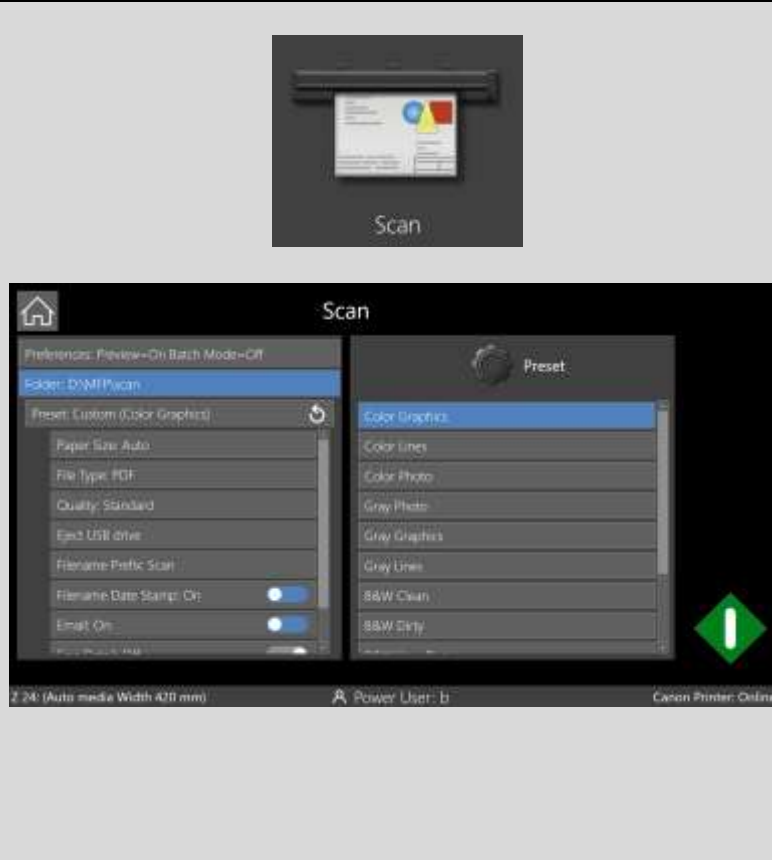 Scan
Scan
Preferences: Preview=On Batch Mode=Off
Folder: D:\MFP\scan
Preset: Custom (Color Graphics)
Paper Size: Auto
File Type: PDF
Quality: Standard
Eject USB drive
Filename Prefix: Scan
Filename Date Stamp: On
Email: On
Preset
Color Graphics
Color Lines
Color Photo
Gray Photo
Gray Graphics
Gray Lines
B&W Clean
B&W Dirty
Z 24: (Auto media Width 420 mm)
Power User: b
Canon Printer: Online